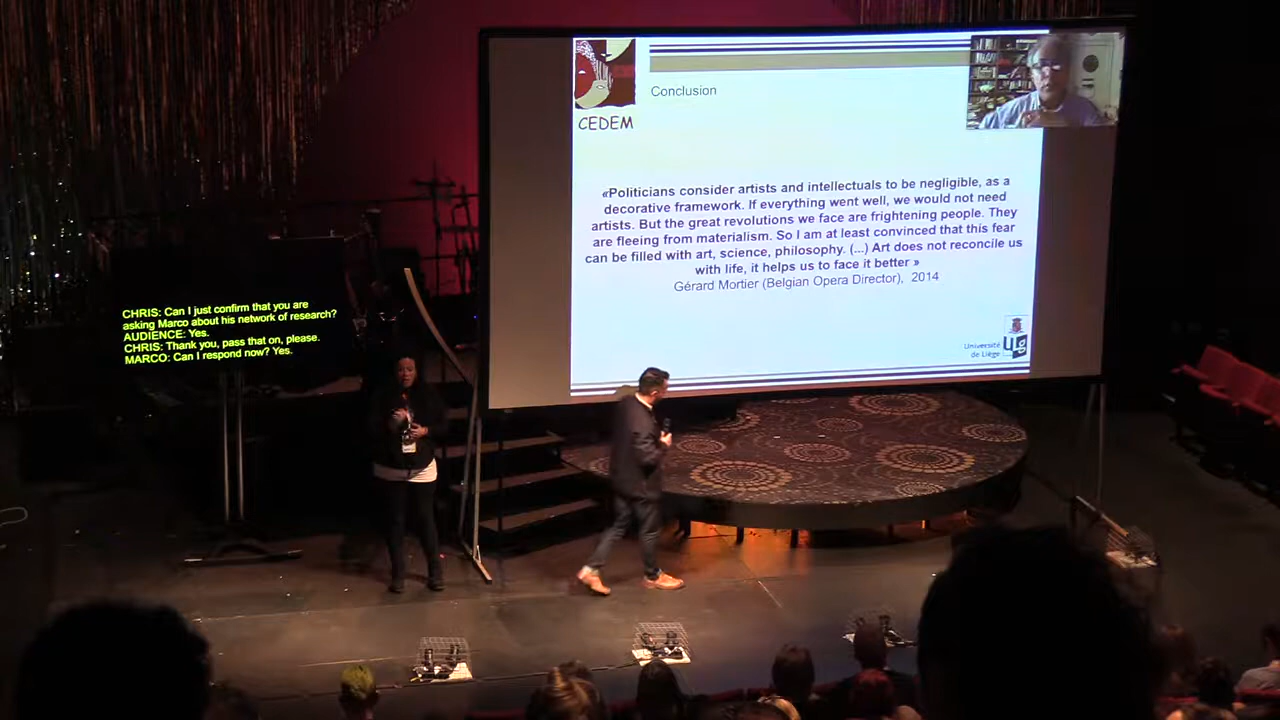 CEDEM
Conclusion
«Politicians consider artists and intellectuals to be negligible, as a
decorative framework. If everything went well, we would not need
artists. But the great revolutions we face are frightening people. They
are fleeing from materialism. So I am at least convinced that this fear
can be filled with art, science, philosophy. (...) Art does not reconcile us
with life, it helps us to face it better »
Gérard Mortier (Belgian Opera Director), 2014
Université
de Liège
CHRIS: Can I just confirm that you are
asking Marco about his network of research?
AUDIENCE: Yes.
CHRIS: Thank you, pass that on, please.
MARCO: Can I respond now? Yes.